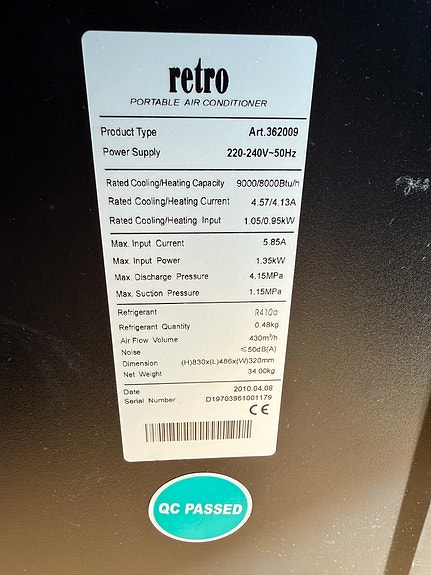 retro
PORTABLE AIR CONDITIONER
Product Type Art.362009
Power Supply 220-240V~50Hz
Rated Cooling/Heating Capacity 9000/8000Btu/h
Rated Cooling/Heating Current 4.57/4.13A
Rated Cooling/Heating Input 1.05/0.95kW
Max. Input Current 5.85A
Max. Input Power 1.35kW
Max. Discharge Pressure 4.15MPa
Max. Suction Pressure 1.15MPa
Refrigerant R410a
Refrigerant Quantity 0.48kg
Air Flow Volume 430m³/h
Noise ≤50dB(A)
Dimension (H)830x(L)486x(W)320mm
Net Weight 34.00kg
Date 2010.04.08
Serial Number D19703961001179
CE
QC PASSED